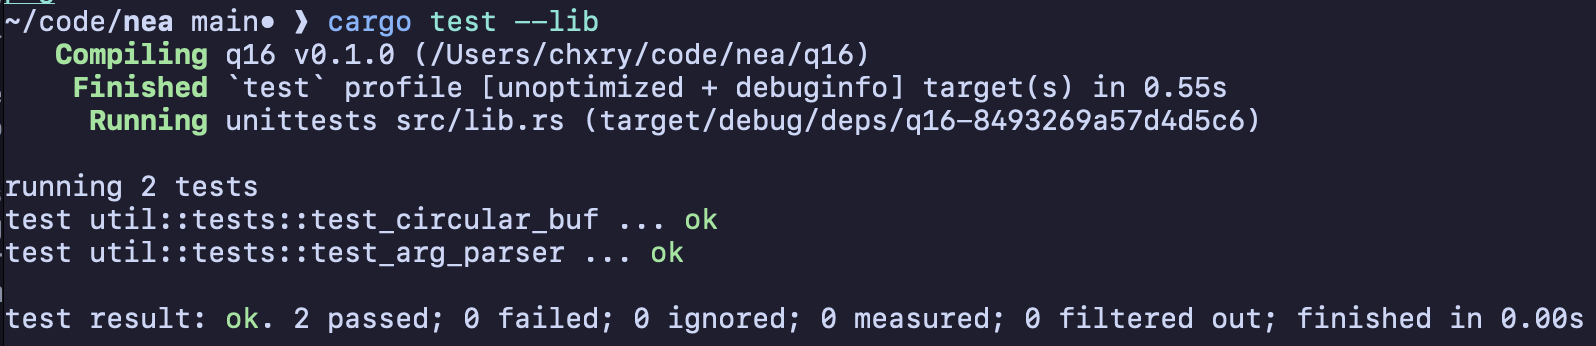 ~/code/nea main● ❯ cargo test --lib
Compiling q16 v0.1.0 (/Users/chxry/code/nea/q16)
Finished `test` profile [unoptimized + debuginfo] target(s) in 0.55s
Running unittests src/lib.rs (target/debug/deps/q16-8493269a57d4d5c6)
running 2 tests
test util::tests::test_circular_buf ... ok
test util::tests::test_arg_parser ... ok
test result: ok. 2 passed; 0 failed; 0 ignored; 0 measured; 0 filtered out; finished in 0.00s